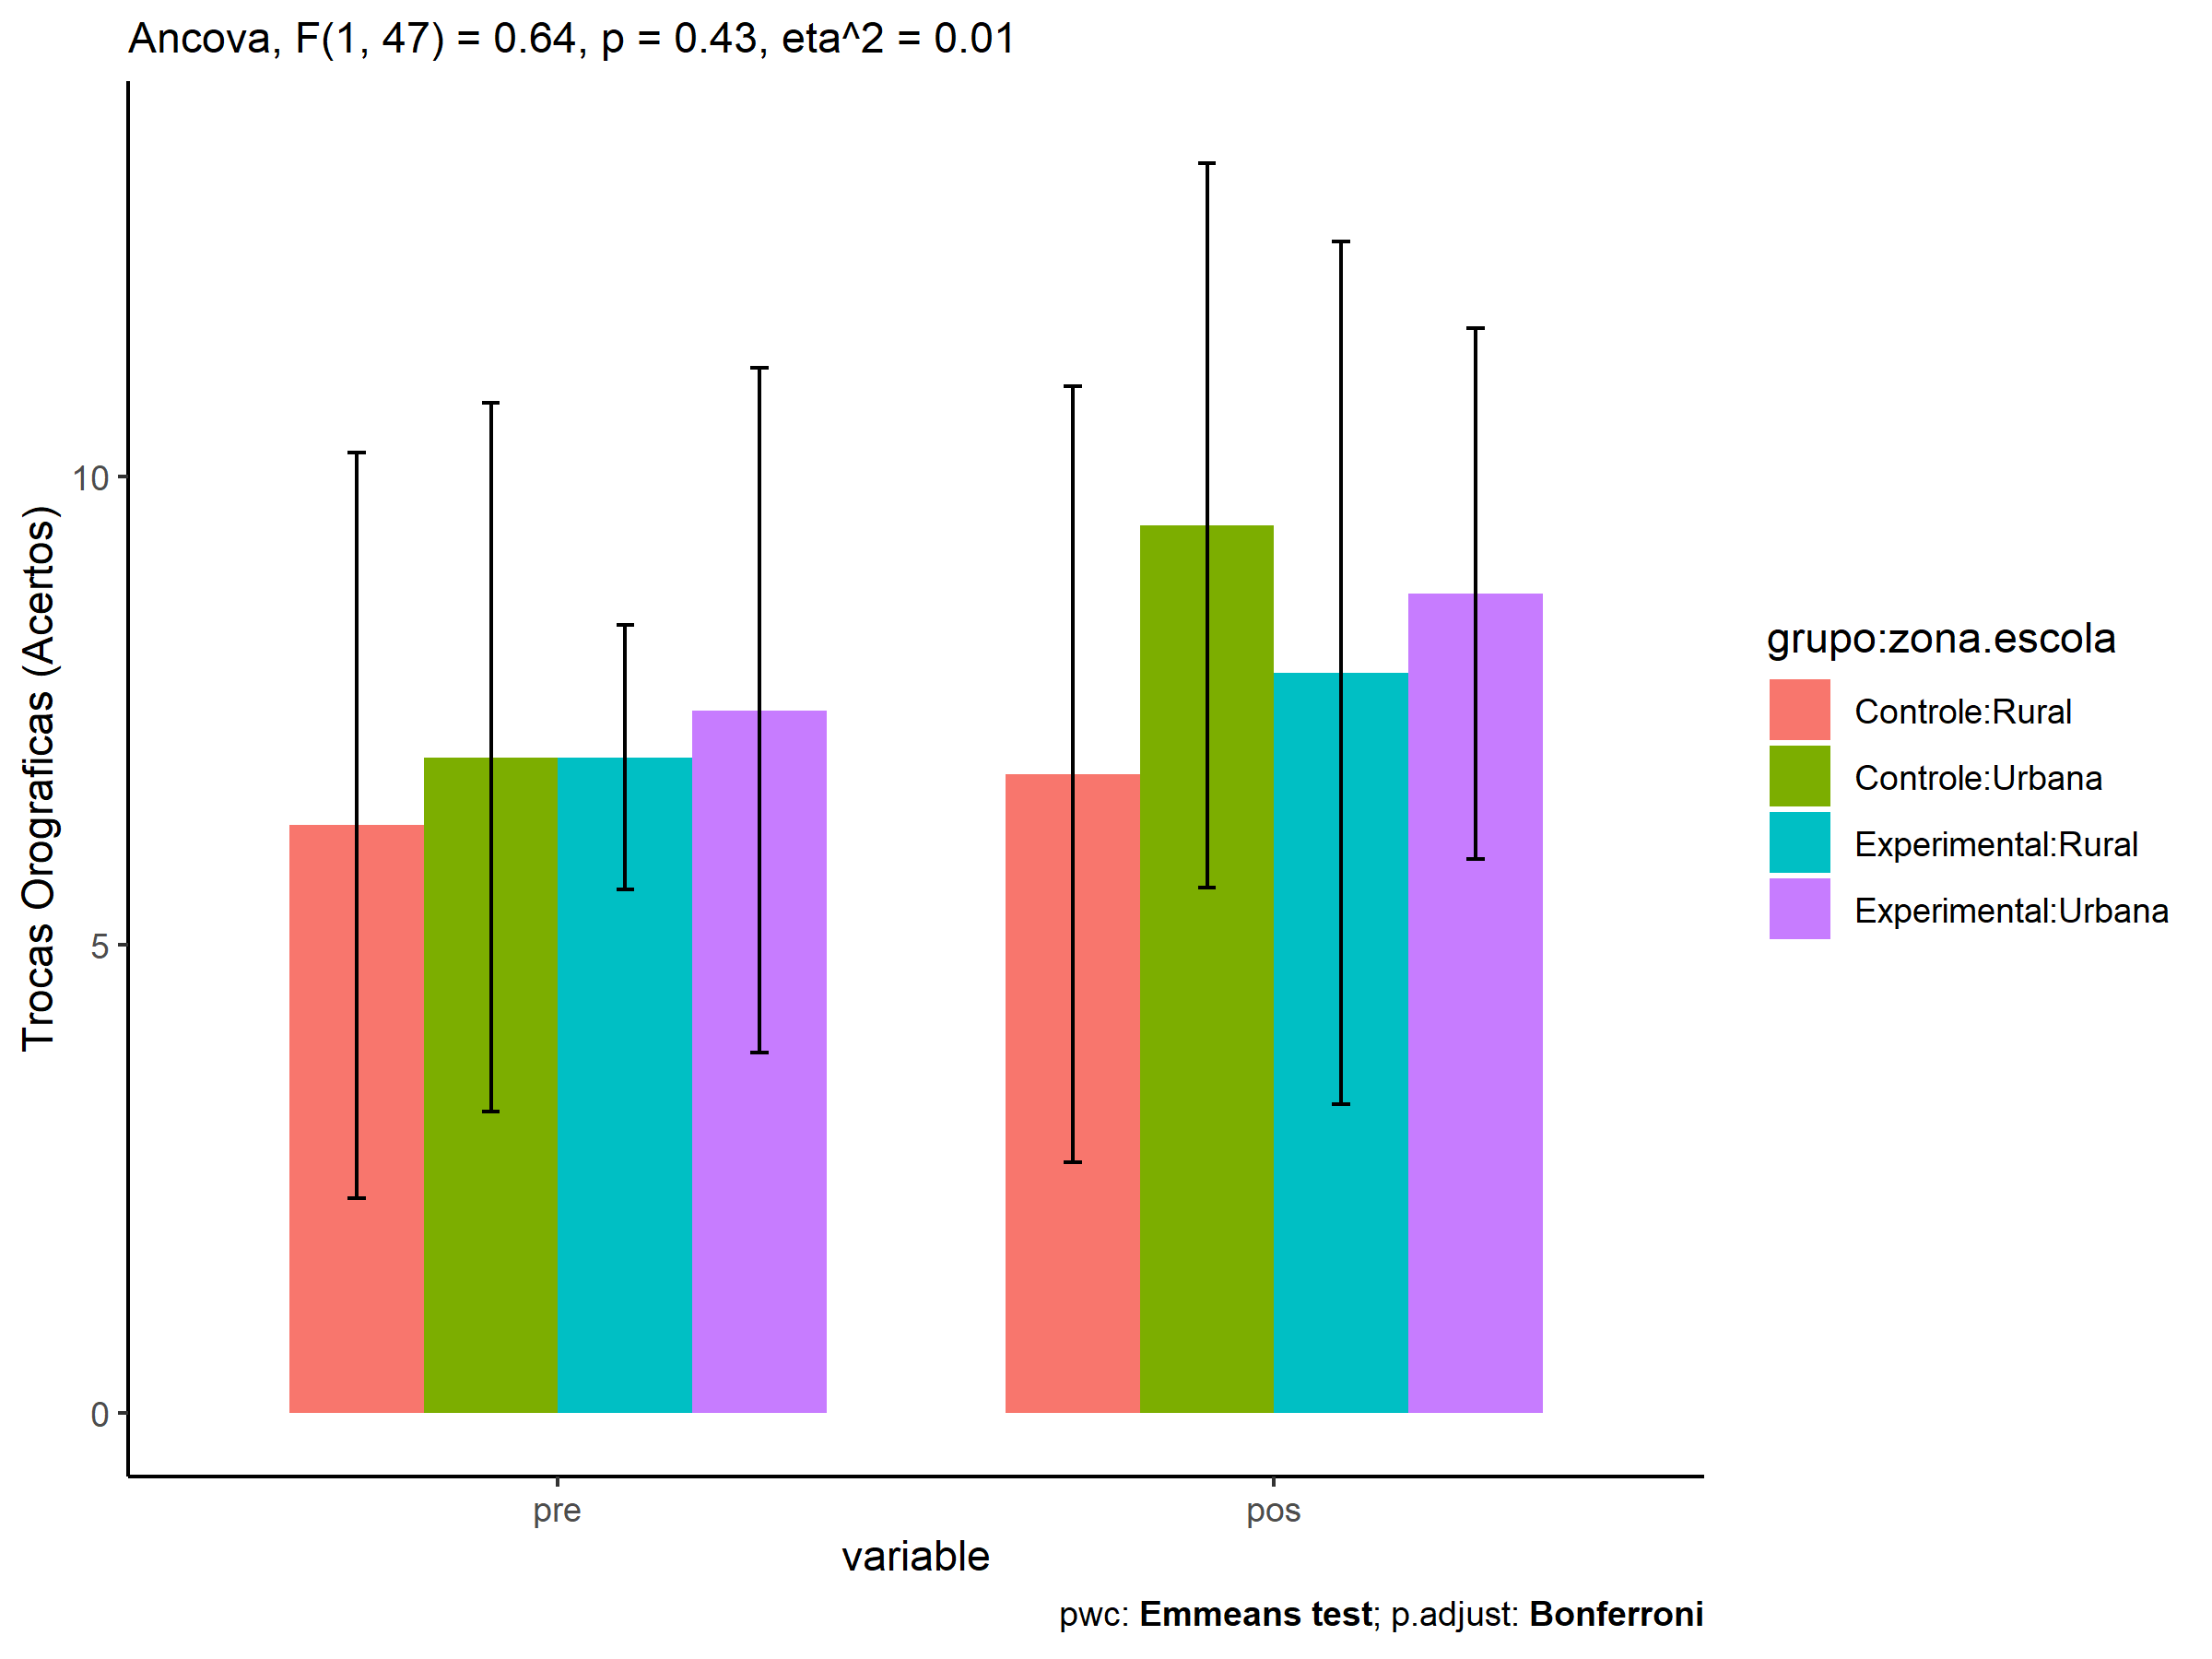 Ancova, F(1, 47) = 0.64, p = 0.43, eta^2 = 0.01
Trocas Orograficas (Acertos)
10
5
0
pre
pos
variable
grupo:zona.escola
Controle:Rural
Controle:Urbana
Experimental:Rural
Experimental:Urbana
pwc: Emmeans test; p.adjust: Bonferroni